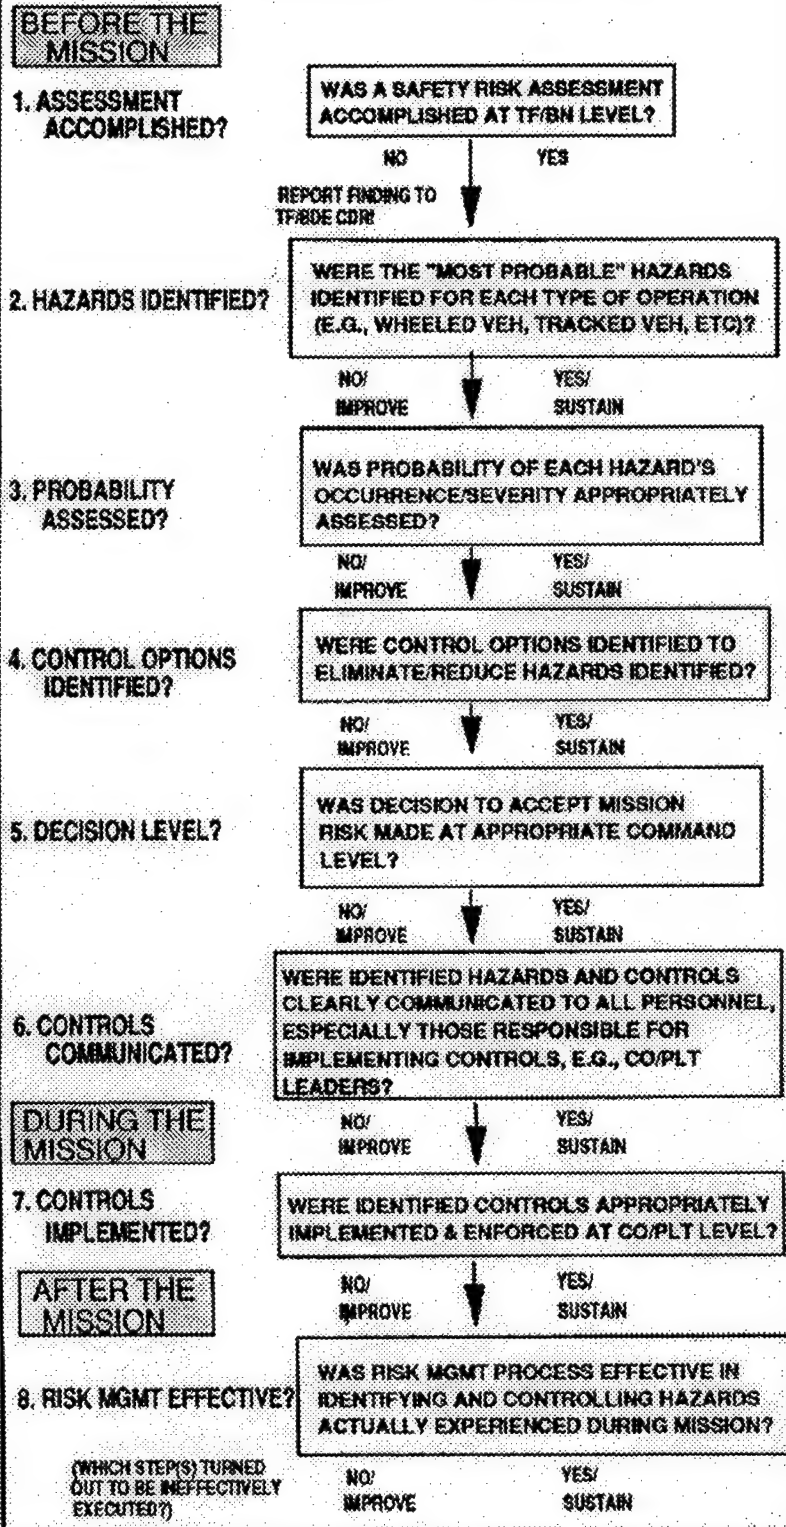 BEFORE THE
MISSION
1. ASSESSMENT
ACCOMPLISHED?
WAS A SAFETY RISK ASSESSMENT
ACCOMPLISHED AT TF/BN LEVEL?
NO YES
REPORT FINDING TO
TF/BDE CDR!
2. HAZARDS IDENTIFIED?
WERE THE "MOST PROBABLE" HAZARDS
IDENTIFIED FOR EACH TYPE OF OPERATION
(E.G., WHEELED VEH, TRACKED VEH, ETC)?
NO/ YES/
IMPROVE SUSTAIN
3. PROBABILITY
ASSESSED?
WAS PROBABILITY OF EACH HAZARD'S
OCCURRENCE/SEVERITY APPROPRIATELY
ASSESSED?
NO/ YES/
IMPROVE SUSTAIN
4. CONTROL OPTIONS
IDENTIFIED?
WERE CONTROL OPTIONS IDENTIFIED TO
ELIMINATE/REDUCE HAZARDS IDENTIFIED?
NO/ YES/
IMPROVE SUSTAIN
5. DECISION LEVEL?
WAS DECISION TO ACCEPT MISSION
RISK MADE AT APPROPRIATE COMMAND
LEVEL?
NO/ YES/
IMPROVE SUSTAIN
6. CONTROLS
COMMUNICATED?
WERE IDENTIFIED HAZARDS AND CONTROLS
CLEARLY COMMUNICATED TO ALL PERSONNEL,
ESPECIALLY THOSE RESPONSIBLE FOR
IMPLEMENTING CONTROLS, E.G., CO/PLT
LEADERS?
NO/ YES/
IMPROVE SUSTAIN
DURING THE
MISSION
7. CONTROLS
IMPLEMENTED?
WERE IDENTIFIED CONTROLS APPROPRIATELY
IMPLEMENTED & ENFORCED AT CO/PLT LEVEL?
NO/ YES/
IMPROVE SUSTAIN
AFTER THE
MISSION
8. RISK MGMT EFFECTIVE?
WAS RISK MGMT PROCESS EFFECTIVE IN
IDENTIFYING AND CONTROLLING HAZARDS
ACTUALLY EXPERIENCED DURING MISSION?
(WHICH STEP(S) TURNED
OUT TO BE INEFFECTIVELY
EXECUTED?)
NO/ YES/
IMPROVE SUSTAIN